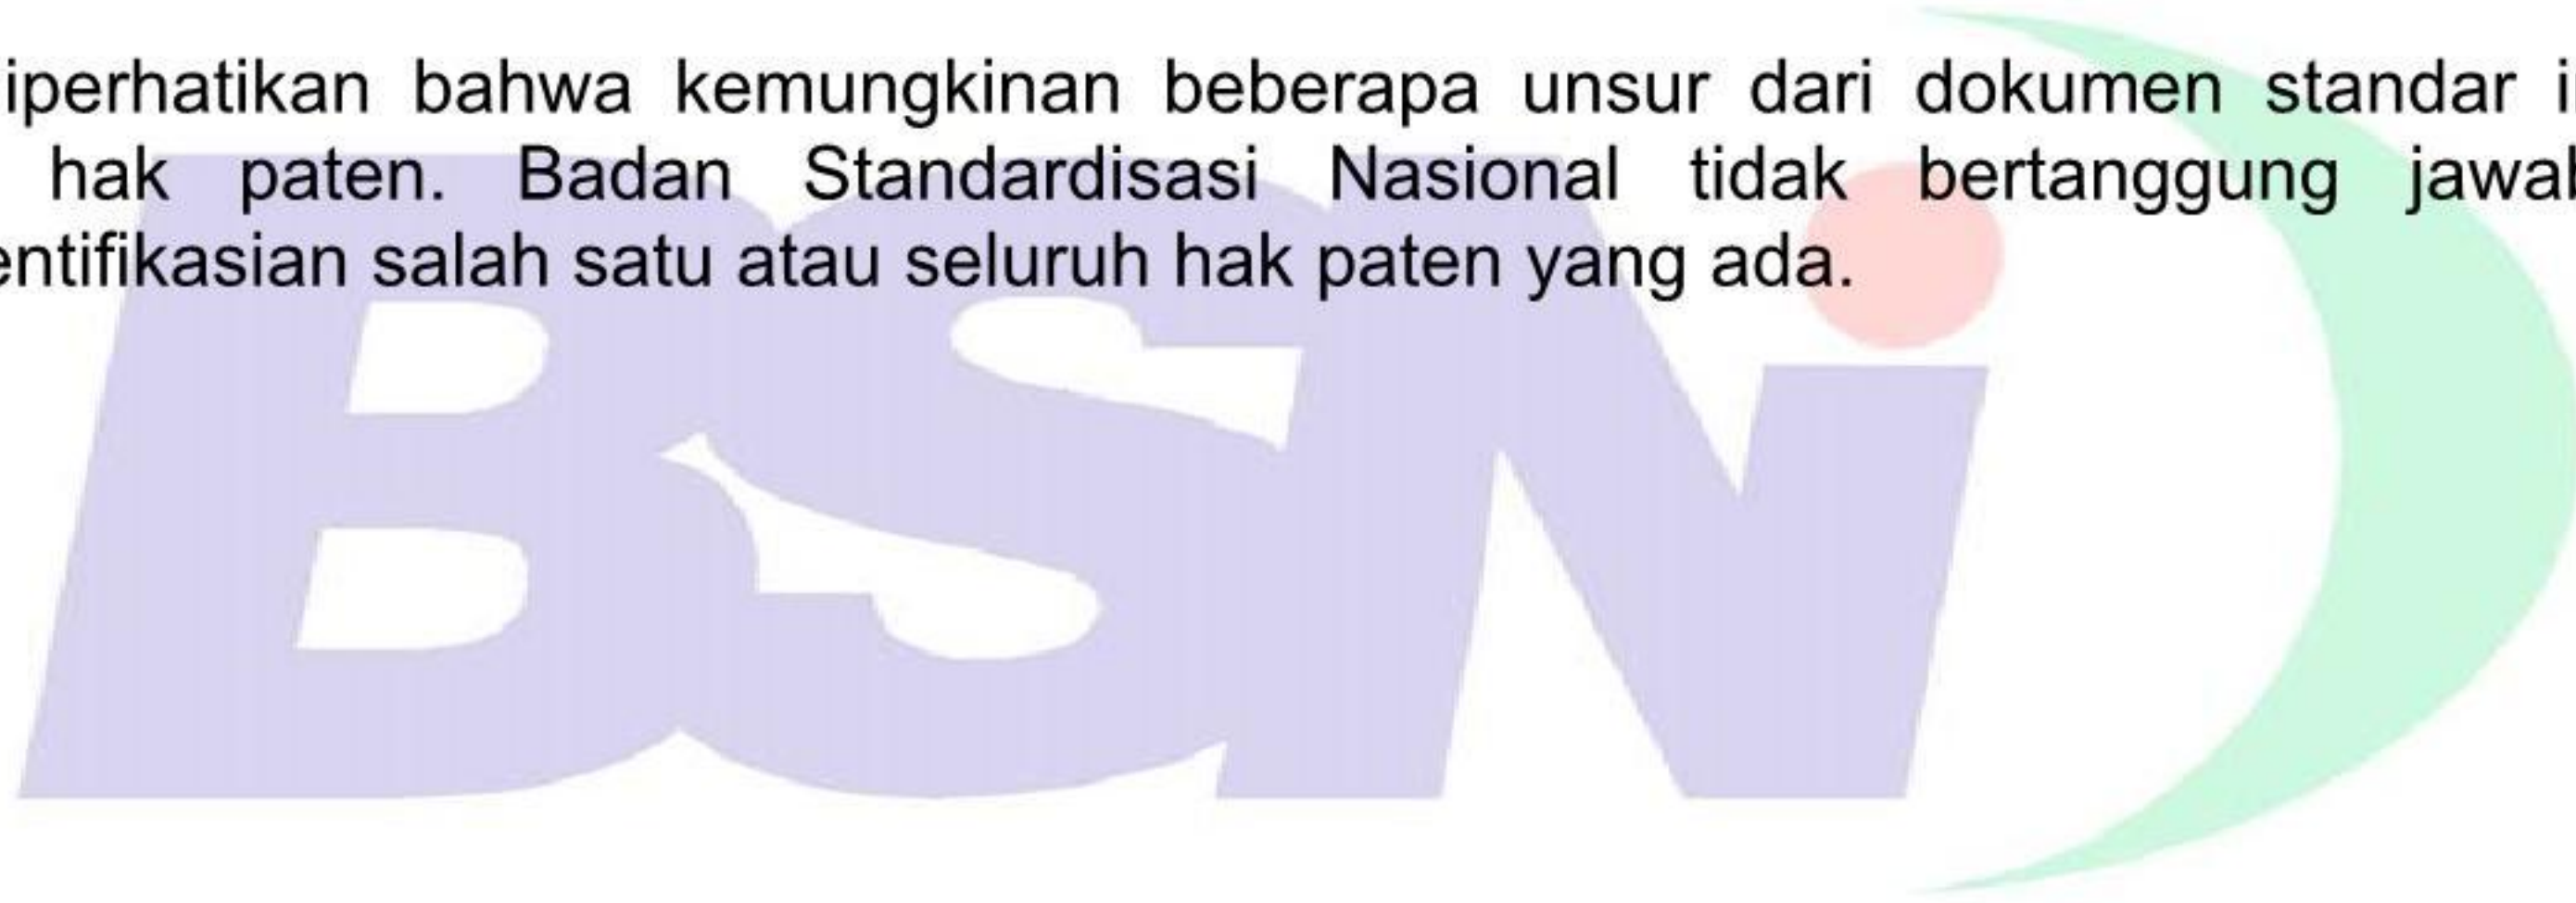 iperhatikan bahwa kemungkinan beberapa unsur dari dokumen standar
hak paten. Badan Standardisasi Nasional tidak bertanggung
entifikasian salah satu atau seluruh hak paten yang ada.
BSN